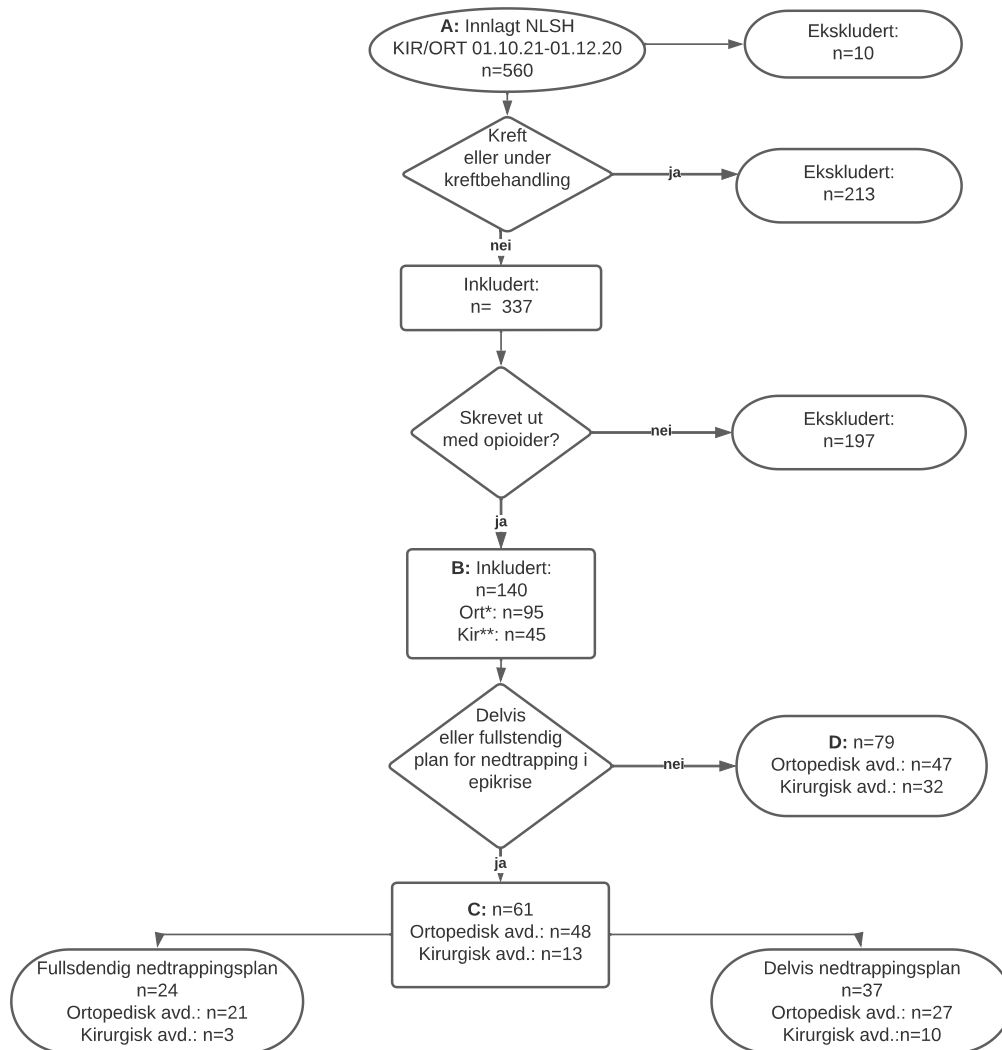 A: Innlagt NLSH
KIR/ORT 01.10.21-01.12.20
n=560
Ekskludert:
n=10
Kreft
eller under
kreftbehandling
ja
Ekskludert:
n=213
nei
Inkludert:
n=  337
Skrevet ut
med opioider?
nei
Ekskludert:
n=197
ja
B: Inkludert:
n=140
Ort*: n=95
Kir**: n=45
Delvis
eller fullstendig
plan for nedtrapping i
epikrise
nei
D: n=79
Ortopedisk avd.: n=47
Kirurgisk avd.: n=32
ja
C: n=61
Ortopedisk avd.: n=48
Kirurgisk avd.: n=13
Fullsdendig nedtrappingsplan
n=24
Ortopedisk avd.: n=21
Kirurgisk avd.: n=3
Delvis nedtrappingsplan
n=37
Ortopedisk avd.: n=27
Kirurgisk avd.:n=10